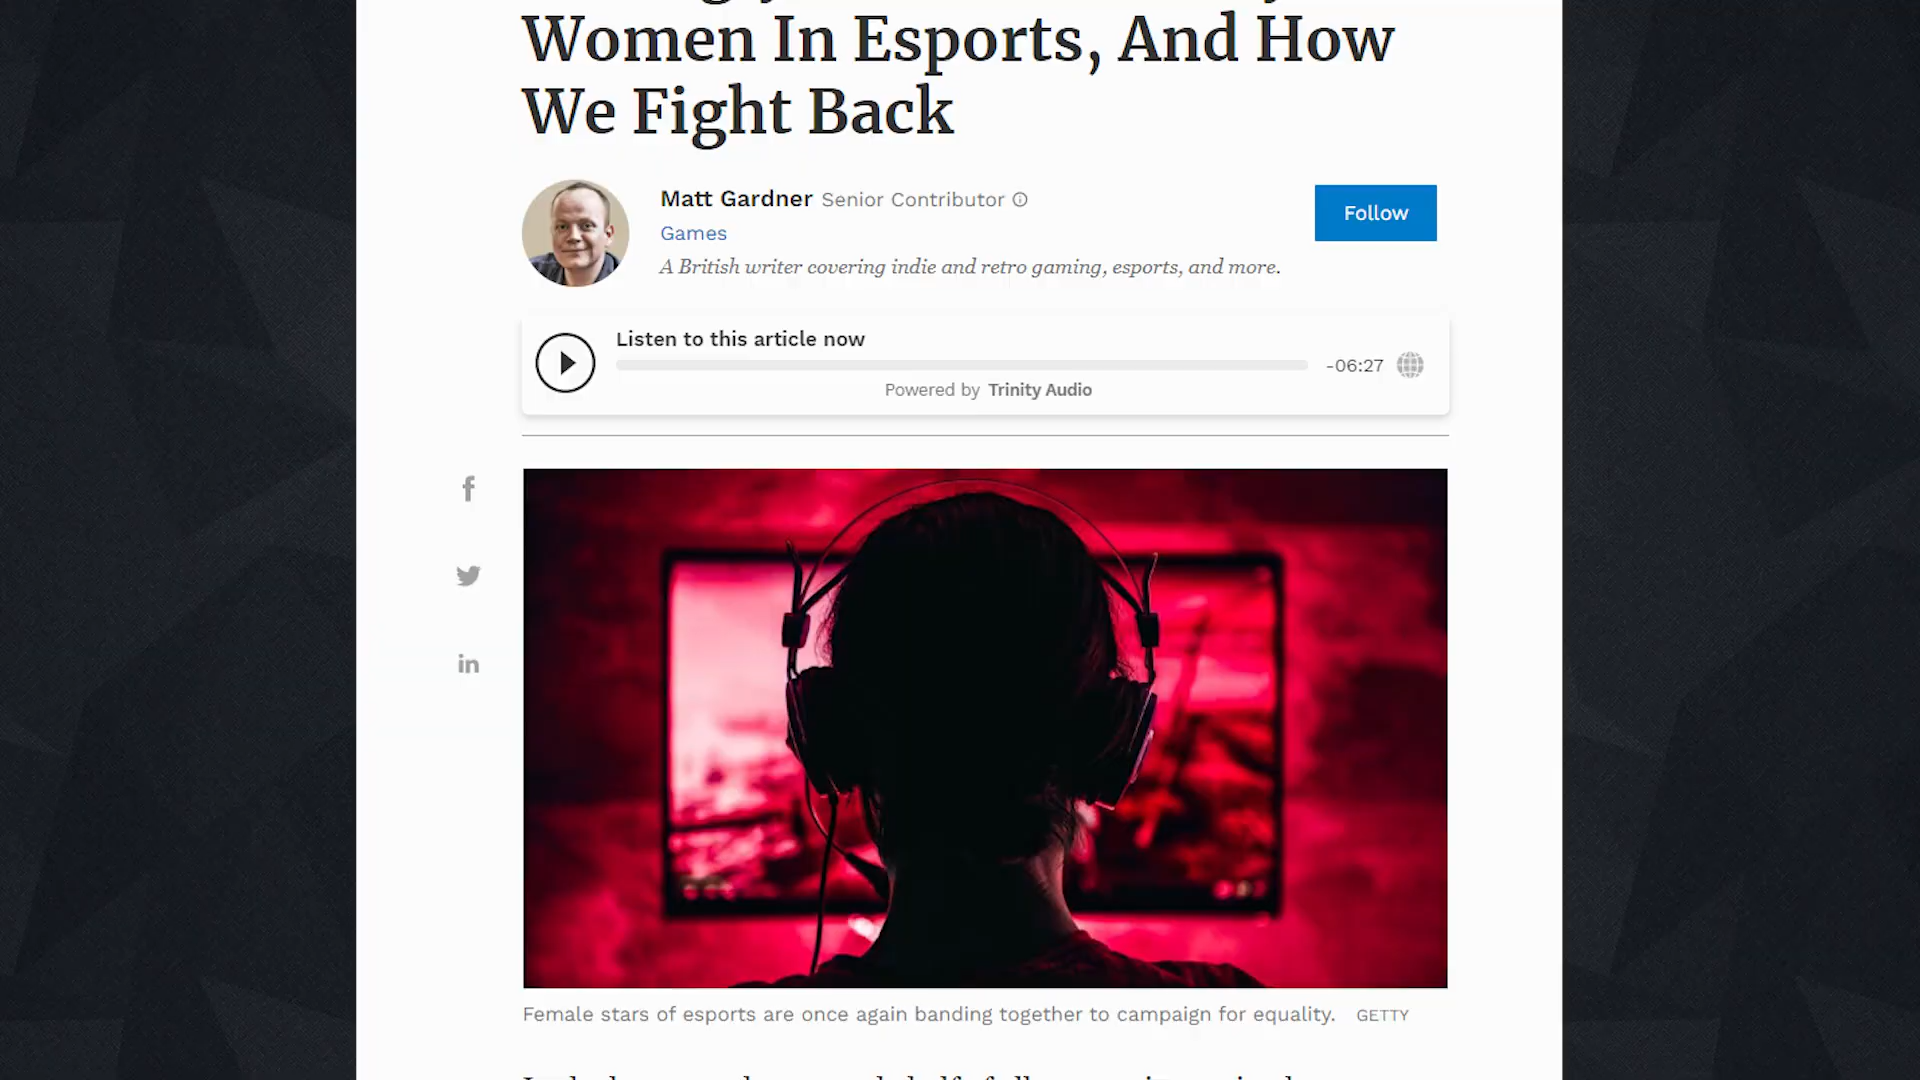 Women In Esports, And How
We Fight Back
Matt Gardner Senior Contributor
Games
A British writer covering indie and retro gaming, esports, and more.
Follow
Listen to this article now
-06:27
Powered by Trinity Audio
Female stars of esports are once again banding together to campaign for equality. GETTY